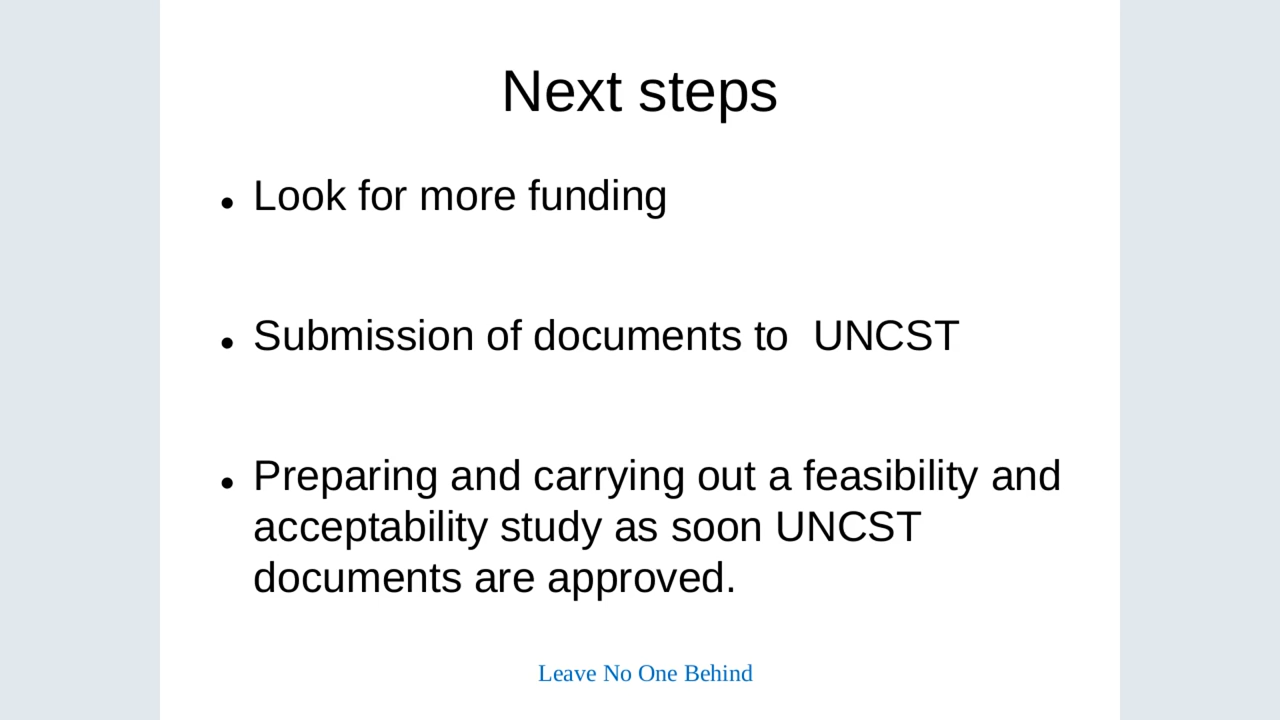 Next steps
• Look for more funding
• Submission of documents to  UNCST
• Preparing and carrying out a feasibility and
acceptability study as soon UNCST
documents are approved.
Leave No One Behind